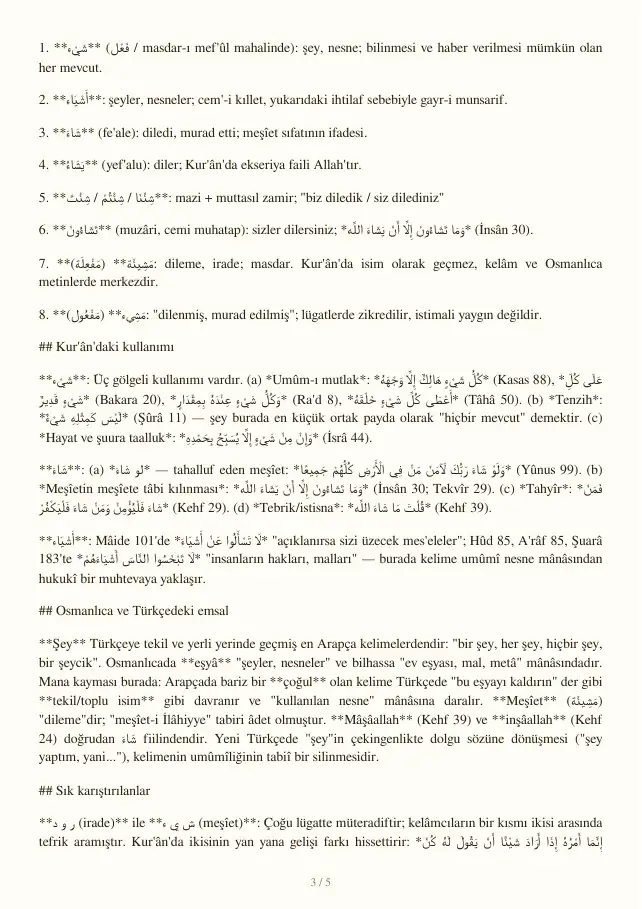 1. **شَيْء** (فَعْل / masdar-ı mef'ûl mahalinde): şey, nesne; bilinmesi ve haber verilmesi mümkün olan
her mevcut.
2. **أَشْيَاء**: şeyler, nesneler; cem'-i kıllet, yukarıdaki ihtilaf sebebiyle gayr-i munsarif.
3. **شَاءَ** (fe'ale): diledi, murad etti; meşîet sıfatının ifadesi.
4. **يَشَاءُ** (yef'alu): diler; Kur'ân'da ekseriya faili Allah'tır.
5. **شِئْنَا / شِئْتُمْ / شِئْتَ**: mazi + muttasıl zamir; "biz diledik / siz dilediniz"
6. **تَشَاءُونَ** (muzâri, cemi muhatap): sizler dilersiniz; *وَمَا تَشَاءُونَ إِلَّا أَنْ يَشَاءَ اللَّه* (İnsân 30).
7. **مَشِيئَة** (مَفْعِلَة)**: dileme, irade; masdar. Kur'ân'da isim olarak geçmez, kelâm ve Osmanlıca
metinlerde merkezdir.
8. **مَشِيء** (مَفْعُول)**: "dilenmiş, murad edilmiş"; lügatlerde zikredilir, istimali yaygın değildir.
## Kur'ân'daki kullanımı
**شَيْء**: Üç gölgeli kullanımı vardır. (a) *Umûm-ı mutlak*: *كُلُّ شَيْءٍ هَالِكٌ إِلَّا وَجْهَهُ* (Kasas 88), *عَلَى كُلِّ
شَيْءٍ قَدِيرٌ* (Bakara 20), *وَكُلُّ شَيْءٍ عِنْدَهُ بِمِقْدَارٍ* (Ra'd 8), *أَعْطَى كُلَّ شَيْءٍ خَلْقَهُ* (Tâhâ 50). (b) *Tenzih*:
*لَيْسَ كَمِثْلِهِ شَيْءٌ* (Şûrâ 11) — şey burada en küçük ortak payda olarak "hiçbir mevcut" demektir. (c)
*Hayat ve şuura taalluk*: *وَإِنْ مِنْ شَيْءٍ إِلَّا يُسَبِّحُ بِحَمْدِهِ* (İsrâ 44).
**شَاءَ**: (a) *لو شاء* — tahalluf eden meşîet: *وَلَوْ شَاءَ رَبُّكَ لَآمَنَ مَنْ فِي الْأَرْضِ كُلُّهُمْ جَمِيعًا* (Yûnus 99). (b)
*Meşîetin meşîete tâbi kılınması*: *وَمَا تَشَاءُونَ إِلَّا أَنْ يَشَاءَ اللَّه* (İnsân 30; Tekvîr 29). (c) *Tahyîr*: *فَمَنْ
شَاءَ فَلْيُؤْمِنْ وَمَنْ شَاءَ فَلْيَكْفُرْ* (Kehf 29). (d) *Tebrik/istisna*: *قُلْتَ مَا شَاءَ اللَّه* (Kehf 39).
**أَشْيَاء**: Mâide 101'de *لَا تَسْأَلُوا عَنْ أَشْيَاءَ* "açıklanırsa sizi üzecek mes'eleler"; Hûd 85, A'râf 85, Şuarâ
183'te *لَا تَبْخَسُوا النَّاسَ أَشْيَاءَهُمْ* "insanların hakları, malları" — burada kelime umûmî nesne mânâsından
hukukî bir muhtevaya yaklaşır.
## Osmanlıca ve Türkçedeki emsal
**Şey** Türkçeye tekil ve yerli yerinde geçmiş en Arapça kelimelerdendir: "bir şey, her şey, hiçbir şey,
bir şeycik". Osmanlıcada **eşyâ** "şeyler, nesneler" ve bilhassa "ev eşyası, mal, metâ" mânâsındadır.
Mana kayması burada: Arapçada bariz bir **çoğul** olan kelime Türkçede "bu eşyayı kaldırın" der gibi
**tekil/toplu isim** gibi davranır ve "kullanılan nesne" mânâsına daralır. **Meşîet** (مَشِيئَة)
"dileme"dir; "meşîet-i İlâhiyye" tabiri âdet olmuştur. **Mâşâallah** (Kehf 39) ve **inşâallah** (Kehf
24) doğrudan شَاءَ fiilindendir. Yeni Türkçede "şey"in çekingenlikte dolgu sözüne dönüşmesi ("şey
yaptım, yani..."), kelimenin umûmîliğinin tabiî bir silinmesidir.
## Sık karıştırılanlar
**ر و د (irade)** ile **ش ي ء (meşîet)**: Çoğu lügatte müteradiftir; kelâmcıların bir kısmı ikisi arasında
tefrik aramıştır. Kur'ân'da ikisinin yan yana gelişi farkı hissettirir: *إِنَّمَا أَمْرُهُ إِذَا أَرَادَ شَيْئًا أَنْ يَقُولَ لَهُ كُنْ
3 / 5